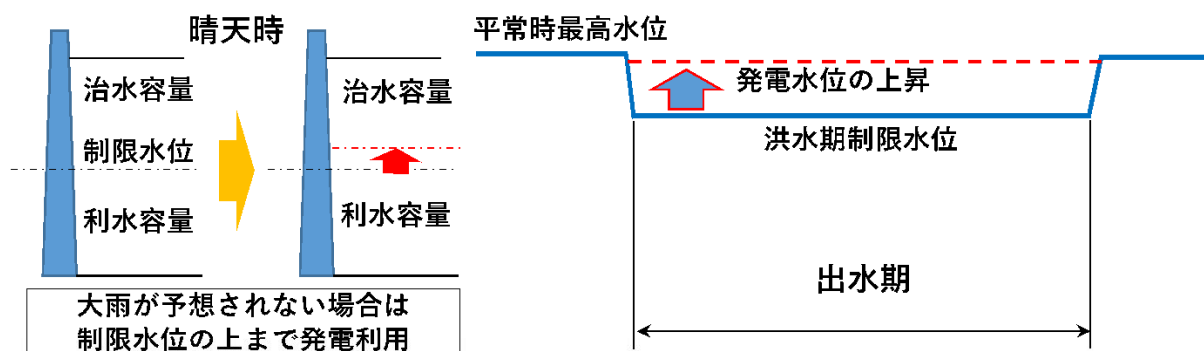 晴天時
治水容量
制限水位
利水容量
治水容量
利水容量
大雨が予想されない場合は
制限水位の上まで発電利用
平常時最高水位
発電水位の上昇
洪水期制限水位
出水期